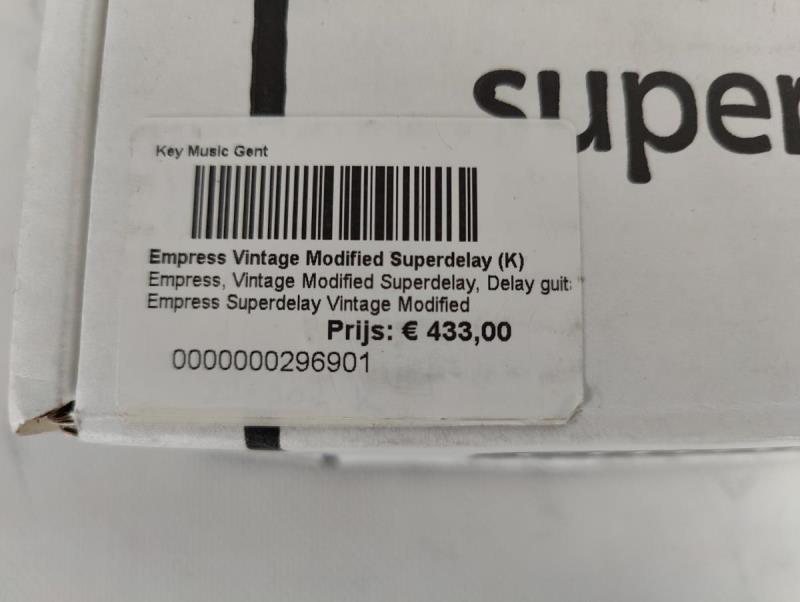 super
Key Music Gent
Empress Vintage Modified Superdelay (K)
Empress, Vintage Modified Superdelay, Delay guit
Empress Superdelay Vintage Modified
Prijs: € 433,00
0000000296901